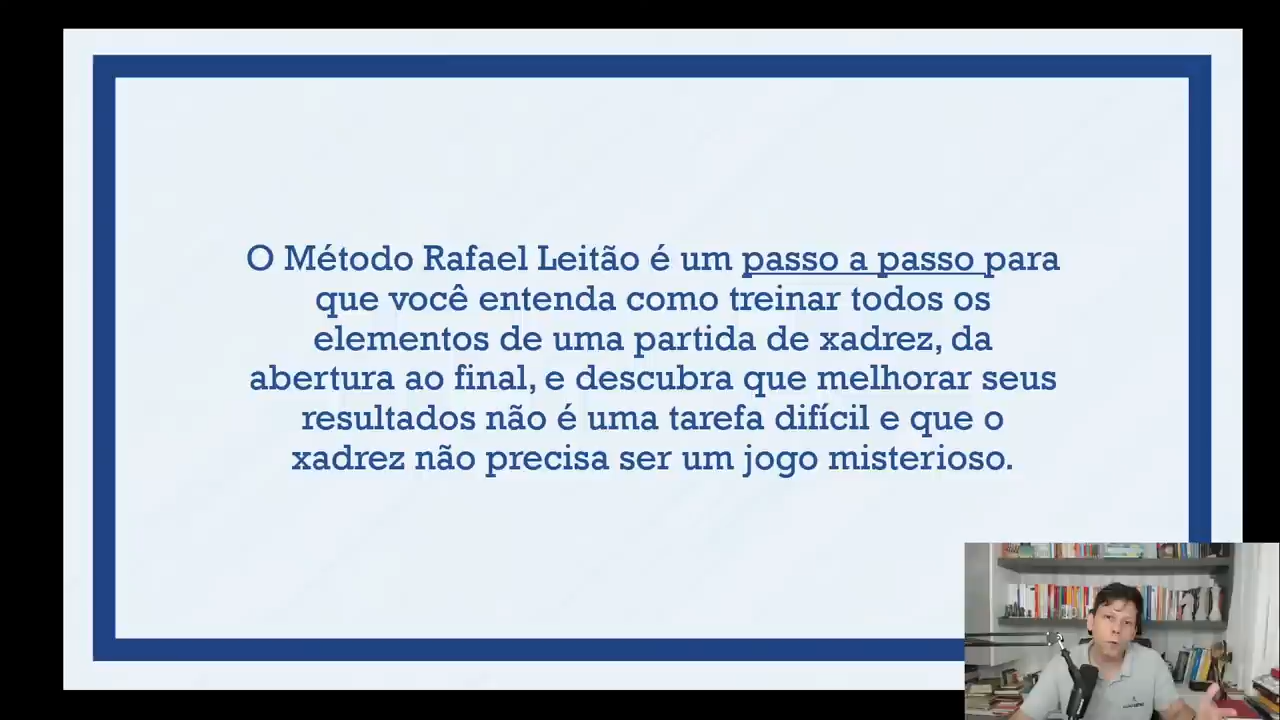 O Método Rafael Leitão é um passo a passo para
que você entenda como treinar todos os
elementos de uma partida de xadrez, da
abertura ao final, e descubra que melhorar seus
resultados não é uma tarefa difícil e que o
xadrez não precisa ser um jogo misterioso.